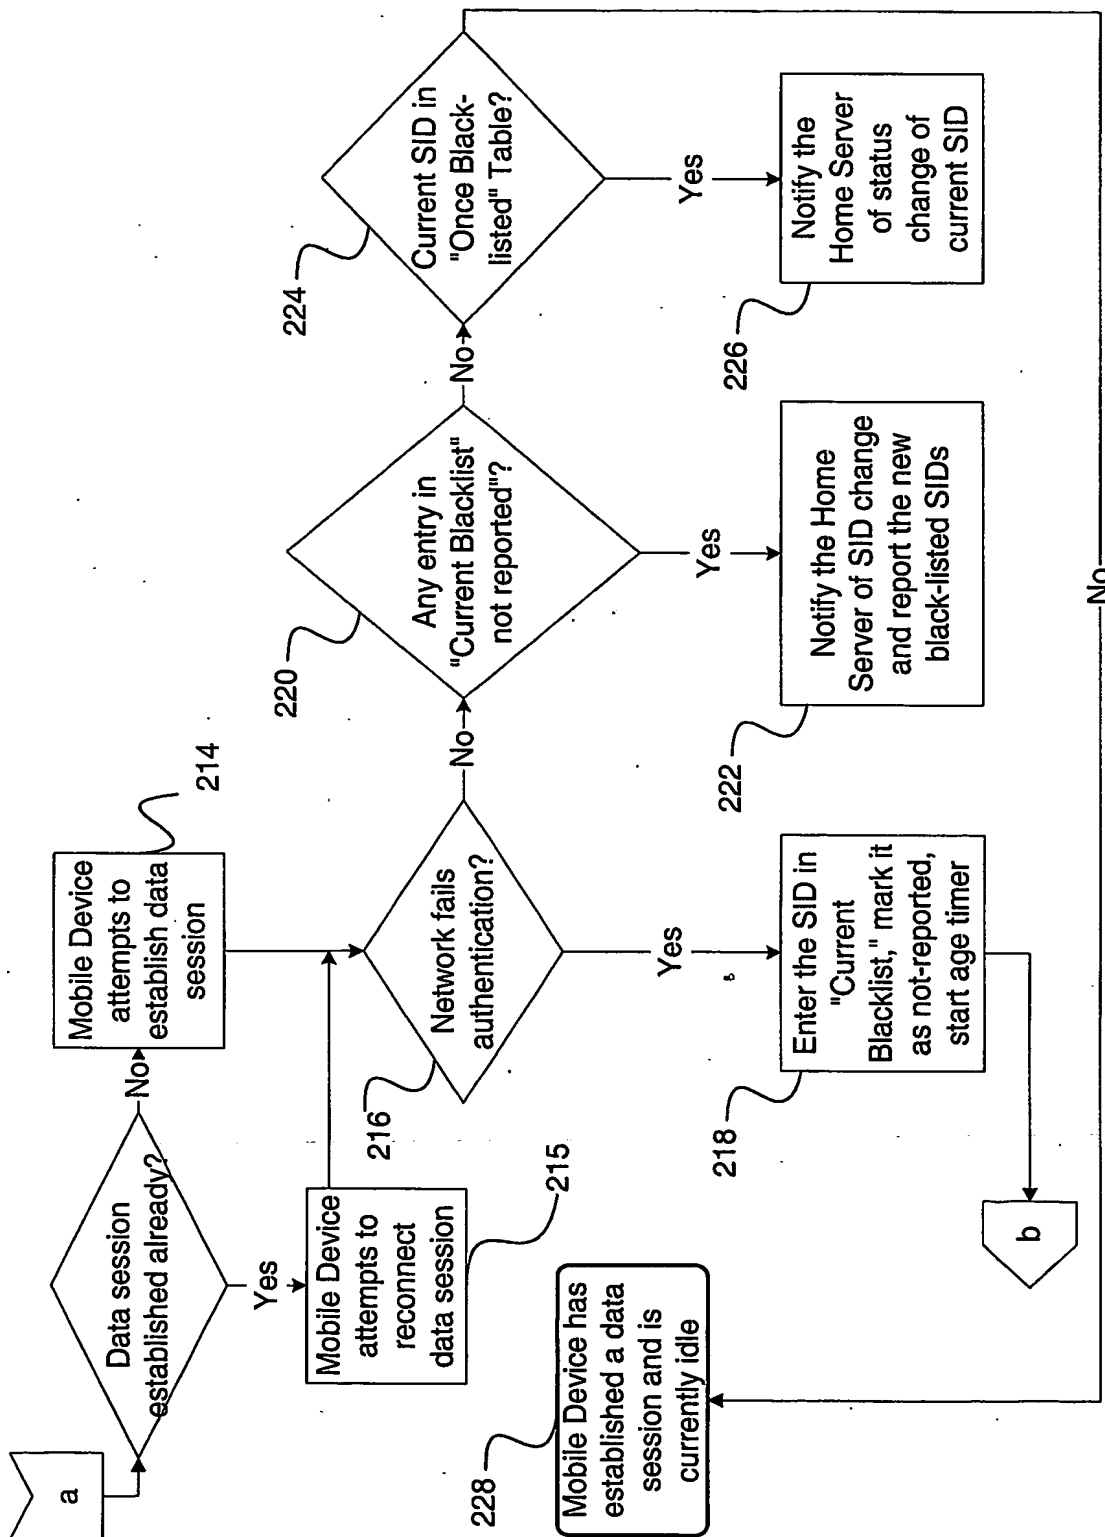 a
Data session
established already?
No
Yes
Mobile Device
attempts to
establish data
session
214
Mobile Device
attempts to
reconnect
data session
215
Network fails
authentication?
216
No
Yes
Enter the SID in
"Current
Blacklist," mark it
as not-reported,
start age timer
218
b
Any entry in
"Current Blacklist"
not reported"?
220
No
Yes
Notify the Home
Server of SID change
and report the new
black-listed SIDs
222
Current SID in
"Once Black-
listed" Table?
224
Yes
Notify the
Home Server
of status
change of
current SID
226
No
Mobile Device has
established a data
session and is
currently idle
228